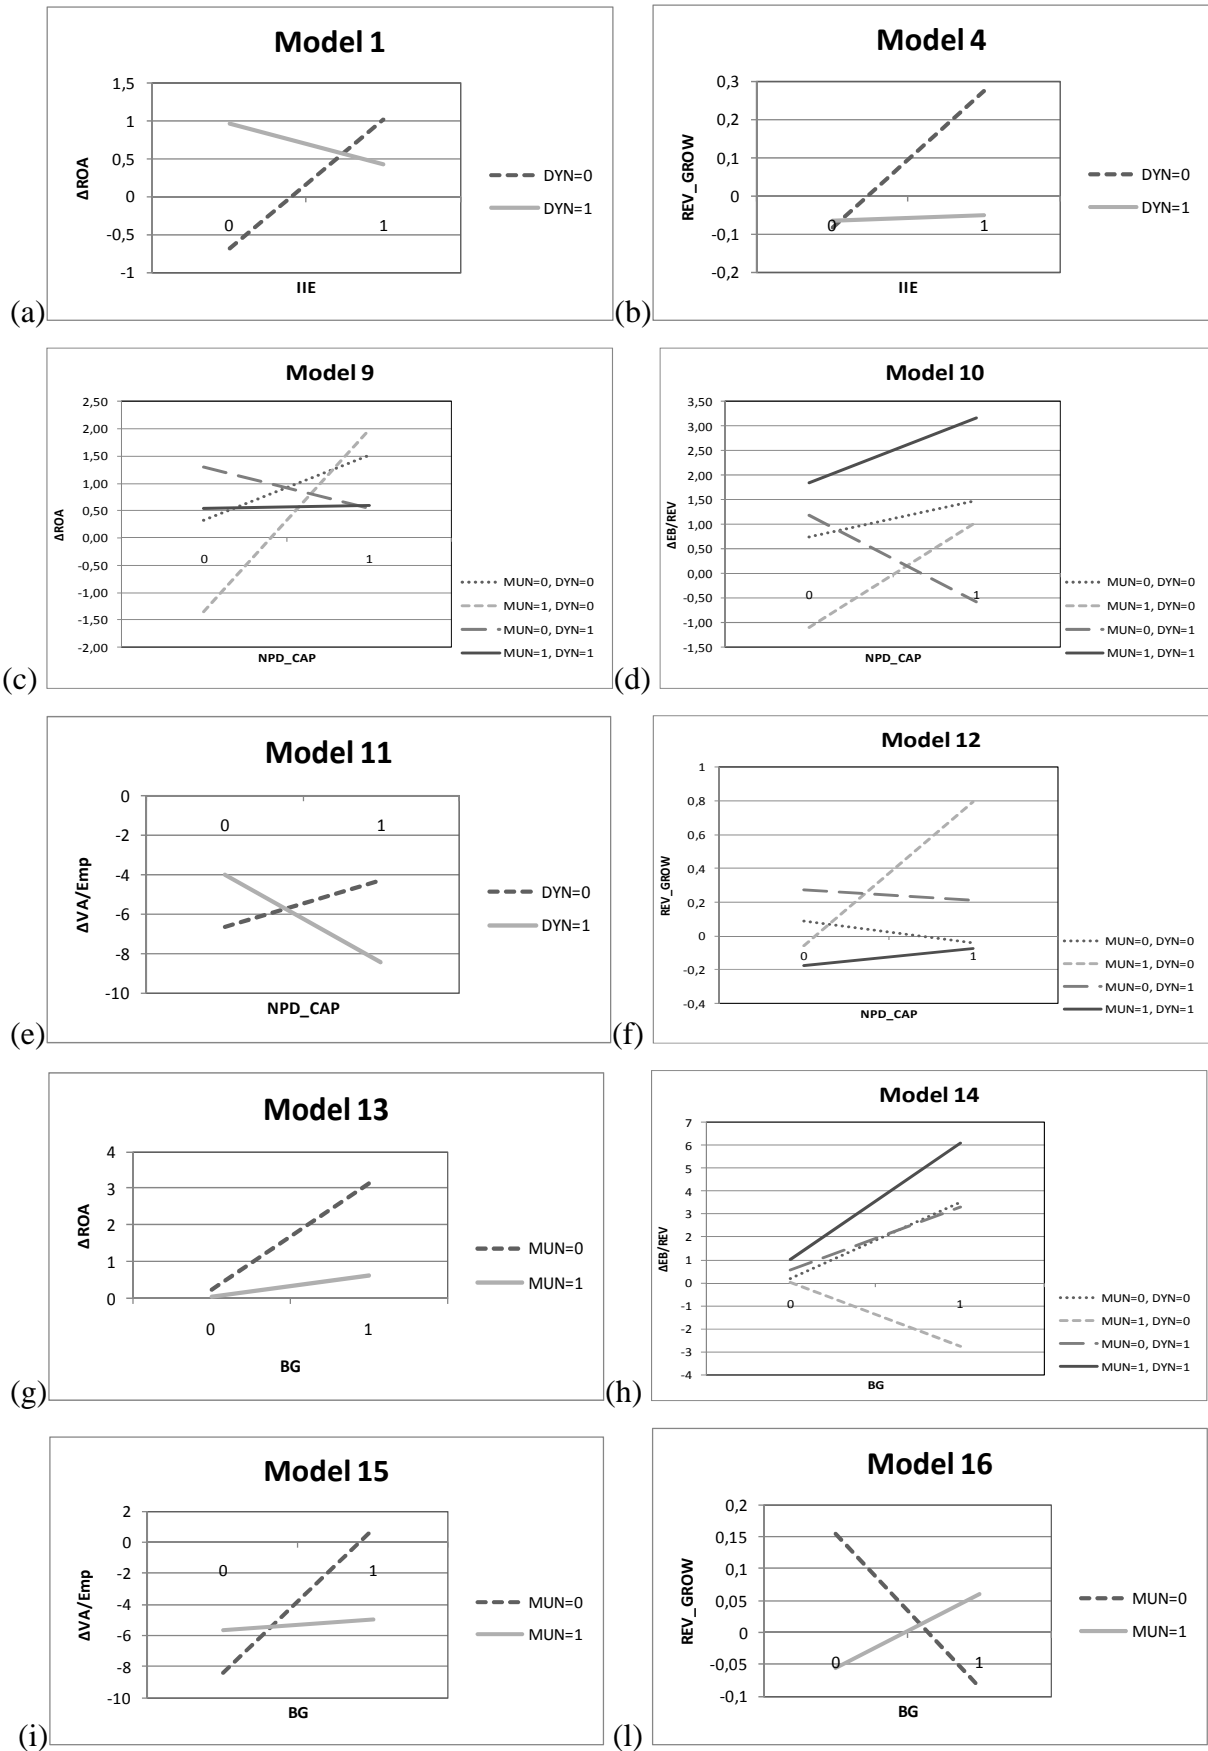 Model 1
1,5
1
0,5
0
-0,5
-1
0 1
ΔROA
IIE
DYN=0
DYN=1
(a)
Model 4
0,3
0,2
0,1
0
-0,1
-0,2
0 1
REV_GROW
IIE
DYN=0
DYN=1
(b)
Model 9
2,50
2,00
1,50
1,00
0,50
0,00
-0,50
-1,00
-1,50
-2,00
0 1
ΔROA
NPD_CAP
MUN=0, DYN=0
MUN=1, DYN=0
MUN=0, DYN=1
MUN=1, DYN=1
(c)
Model 10
3,50
3,00
2,50
2,00
1,50
1,00
0,50
0,00
-0,50
-1,00
-1,50
0 1
ΔEB/REV
NPD_CAP
MUN=0, DYN=0
MUN=1, DYN=0
MUN=0, DYN=1
MUN=1, DYN=1
(d)
Model 11
0
-2
-4
-6
-8
-10
0 1
ΔVA/Emp
NPD_CAP
DYN=0
DYN=1
(e)
Model 12
1
0,8
0,6
0,4
0,2
0
-0,2
-0,4
0 1
REV_GROW
NPD_CAP
MUN=0, DYN=0
MUN=1, DYN=0
MUN=0, DYN=1
MUN=1, DYN=1
(f)
Model 13
4
3
2
1
0
0 1
ΔROA
BG
MUN=0
MUN=1
(g)
Model 14
7
6
5
4
3
2
1
0
-1
-2
-3
-4
0 1
ΔEB/REV
BG
MUN=0, DYN=0
MUN=1, DYN=0
MUN=0, DYN=1
MUN=1, DYN=1
(h)
Model 15
2
0
-2
-4
-6
-8
-10
0 1
ΔVA/Emp
BG
MUN=0
MUN=1
(i)
Model 16
0,2
0,15
0,1
0,05
0
-0,05
-0,1
0 1
REV_GROW
BG
MUN=0
MUN=1
(l)